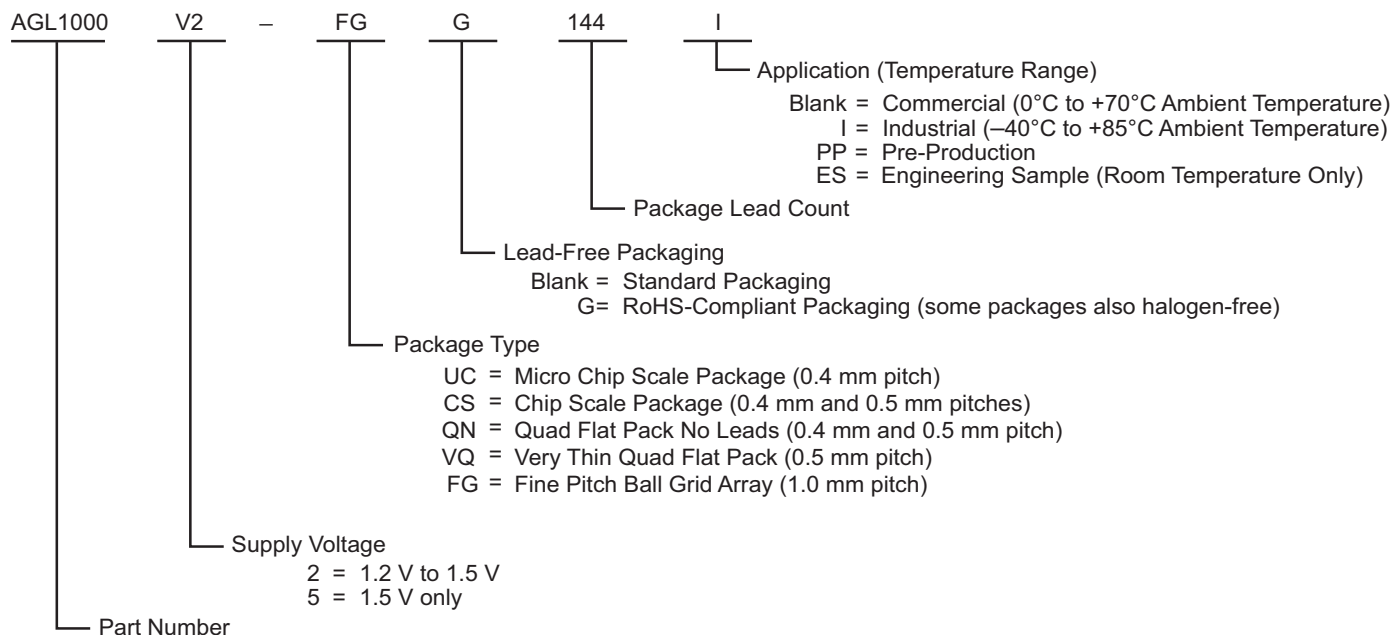 AGL1000 V2 – FG G 144 I
Application (Temperature Range)
Blank = Commercial (0°C to +70°C Ambient Temperature)
I = Industrial (–40°C to +85°C Ambient Temperature)
PP = Pre-Production
ES = Engineering Sample (Room Temperature Only)
Package Lead Count
Lead-Free Packaging
Blank = Standard Packaging
G= RoHS-Compliant Packaging (some packages also halogen-free)
Package Type
UC = Micro Chip Scale Package (0.4 mm pitch)
CS = Chip Scale Package (0.4 mm and 0.5 mm pitches)
QN = Quad Flat Pack No Leads (0.4 mm and 0.5 mm pitch)
VQ = Very Thin Quad Flat Pack (0.5 mm pitch)
FG = Fine Pitch Ball Grid Array (1.0 mm pitch)
Supply Voltage
2 = 1.2 V to 1.5 V
5 = 1.5 V only
Part Number